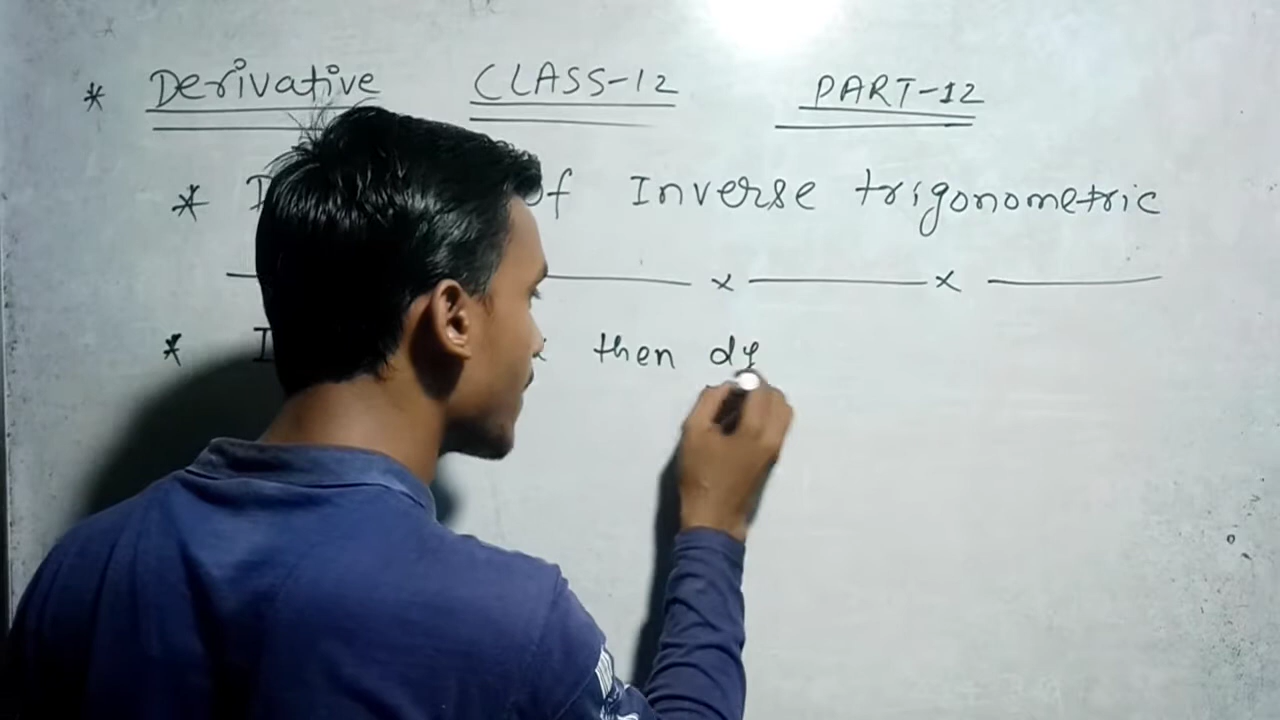 * Derivative CLASS-12 PART-12
* of Inverse trigonometric
x x
* then dy